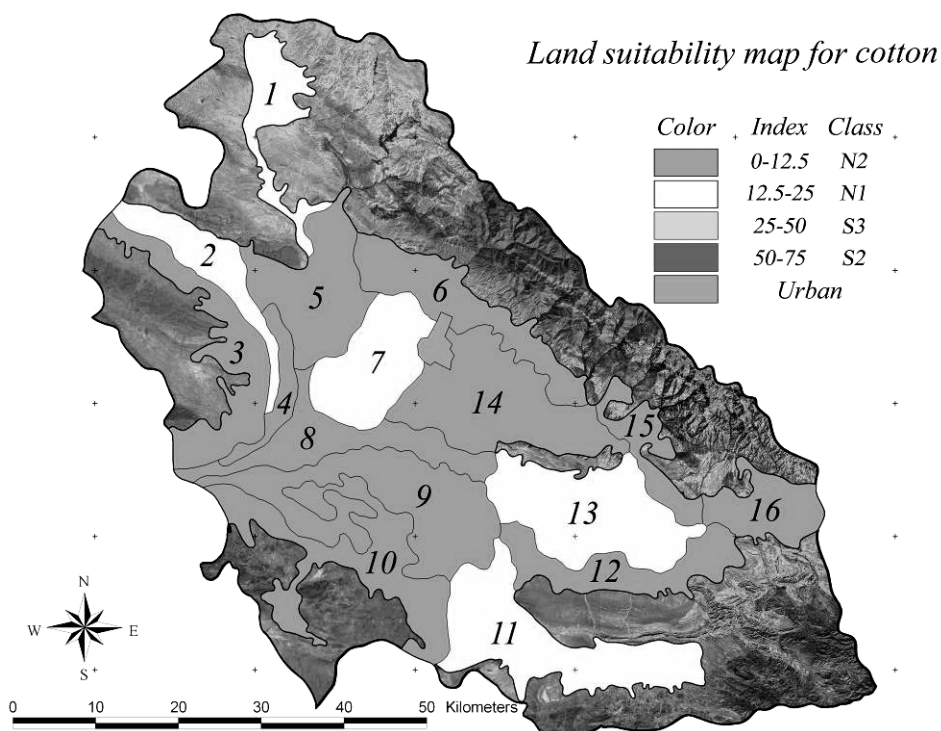 Land suitability map for cotton
Color Index Class
0-12.5 N2
12.5-25 N1
25-50 S3
50-75 S2
Urban
1
2
3
4
5
6
7
8
9
10
11
12
13
14
15
16
N
W E
S
0 10 20 30 40 50 Kilometers